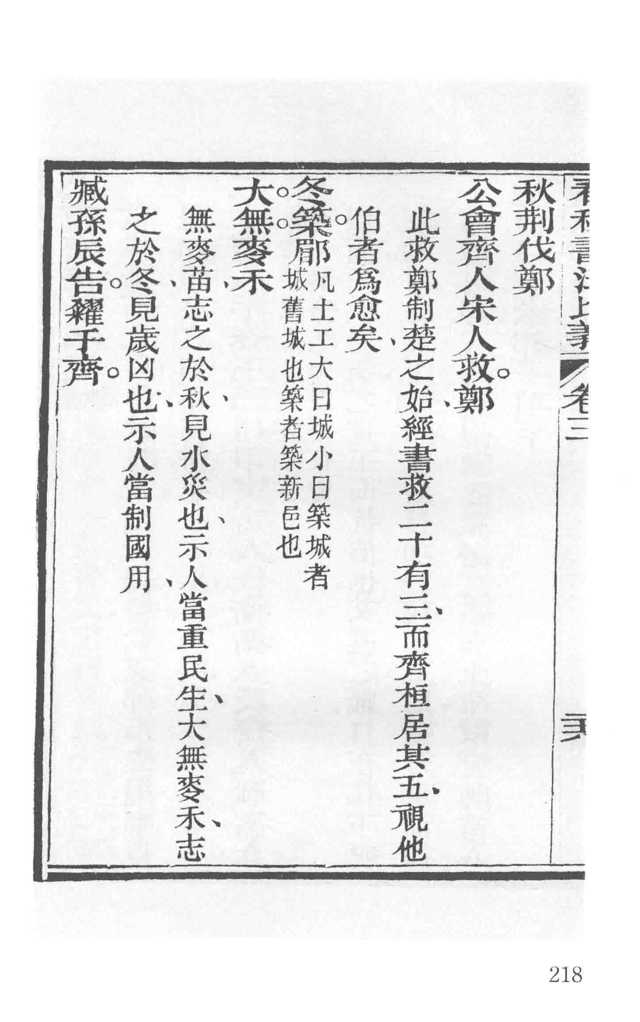 春秋書法比義 卷三 天
秋荆伐鄭
公會齊人宋人救鄭
此救鄭制楚之始經書救二十有三而齊桓居其五視他
伯者爲愈矣
冬築郿凡土工大曰城小曰築城者
城舊城也築者築新邑也
大無麥禾
無麥苗志之於秋見水災也示人當重民生大無麥禾志
之於冬見歲凶也示人當制國用
臧孫辰告糴于齊
218